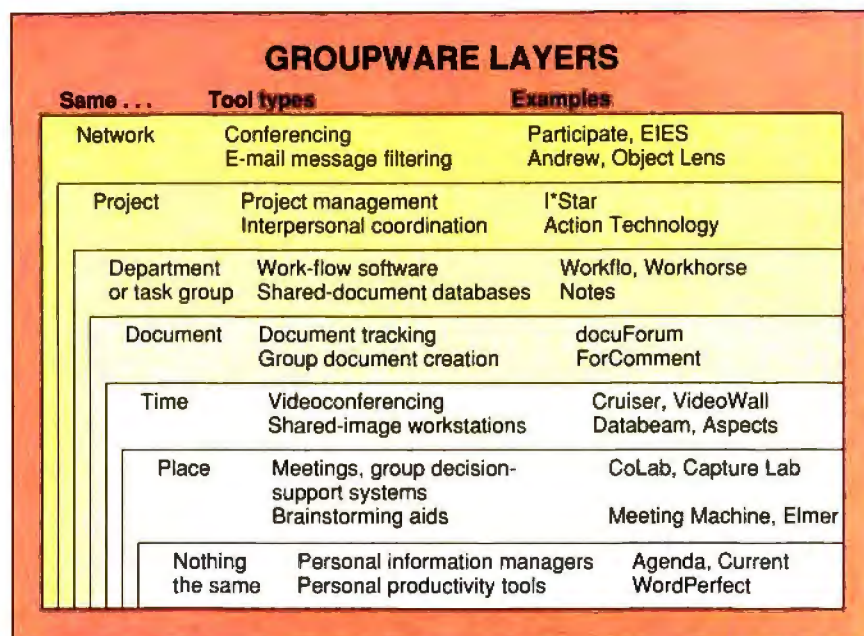 GROUPWARE LAYERS
Same . . . Tool types Examples
Network Conferencing Participate, EIES
E-mail message filtering Andrew, Object Lens
Project Project management I*Star
Interpersonal coordination Action Technology
Department Work-flow software Workflo, Workhorse
or task group Shared-document databases Notes
Document Document tracking docuForum
Group document creation ForComment
Time Videoconferencing Cruiser, VideoWall
Shared-image workstations Databeam, Aspects
Place Meetings, group decision- CoLab, Capture Lab
support systems
Brainstorming aids Meeting Machine, Elmer
Nothing Personal information managers Agenda, Current
the same Personal productivity tools WordPerfect